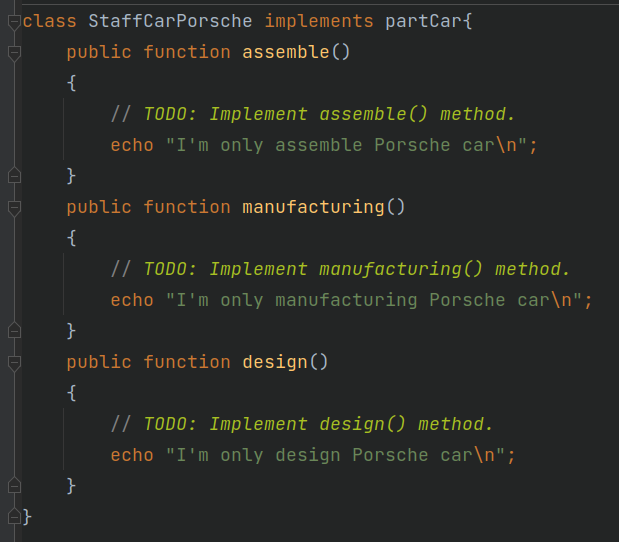 class StaffCarPorsche implements partCar{
    public function assemble()
    {
        // TODO: Implement assemble() method.
        echo "I'm only assemble Porsche car\n";
    }
    public function manufacturing()
    {
        // TODO: Implement manufacturing() method.
        echo "I'm only manufacturing Porsche car\n";
    }
    public function design()
    {
        // TODO: Implement design() method.
        echo "I'm only design Porsche car\n";
    }
}